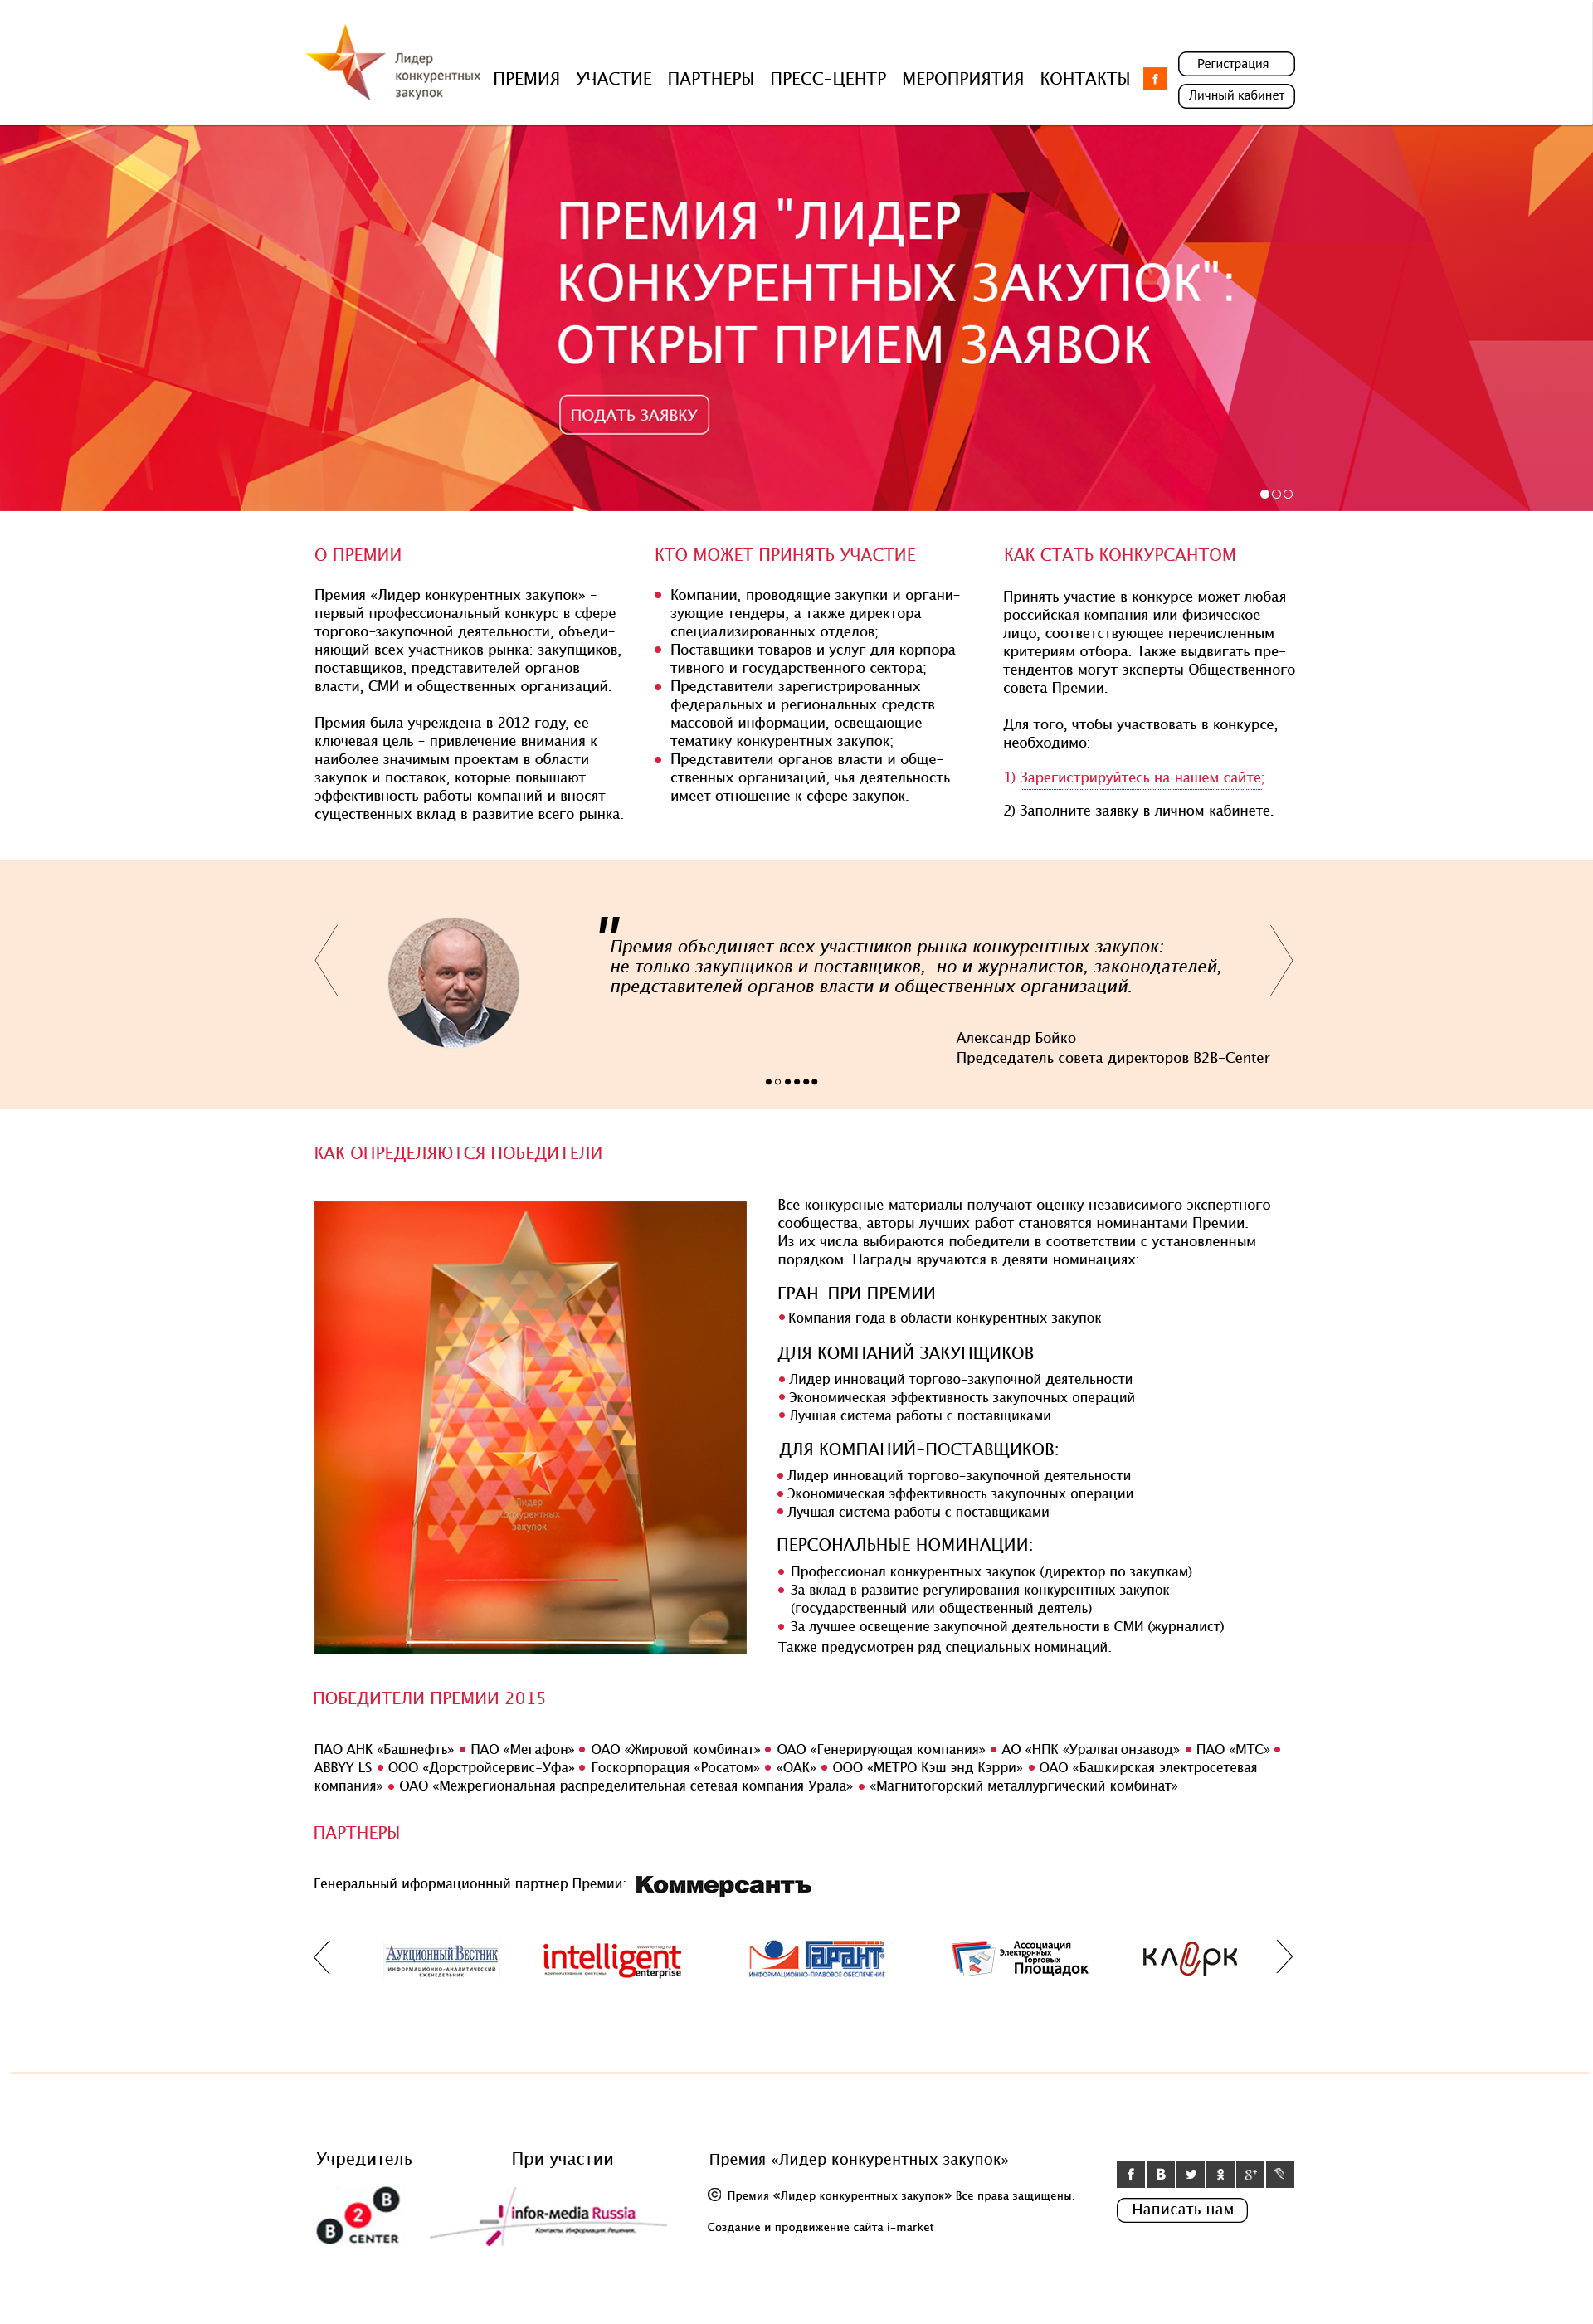 Лидер
конкурентных
закупок
ПРЕМИЯ УЧАСТИЕ ПАРТНЕРЫ ПРЕСС-ЦЕНТР МЕРОПРИЯТИЯ КОНТАКТЫ f
Регистрация
Личный кабинет
ПРЕМИЯ "ЛИДЕР
КОНКУРЕНТНЫХ ЗАКУПОК":
ОТКРЫТ ПРИЕМ ЗАЯВОК
ПОДАТЬ ЗАЯВКУ
О ПРЕМИИ
Премия «Лидер конкурентных закупок» -
первый профессиональный конкурс в сфере
торгово-закупочной деятельности, объеди-
няющий всех участников рынка: закупщиков,
поставщиков, представителей органов
власти, СМИ и общественных организаций.
Премия была учреждена в 2012 году, ее
ключевая цель - привлечение внимания к
наиболее значимым проектам в области
закупок и поставок, которые повышают
эффективность работы компаний и вносят
существенных вклад в развитие всего рынка.
КТО МОЖЕТ ПРИНЯТЬ УЧАСТИЕ
Компании, проводящие закупки и органи-
зующие тендеры, а также директора
специализированных отделов;
Поставщики товаров и услуг для корпора-
тивного и государственного сектора;
Представители зарегистрированных
федеральных и региональных средств
массовой информации, освещающие
тематику конкурентных закупок;
Представители органов власти и обще-
ственных организаций, чья деятельность
имеет отношение к сфере закупок.
КАК СТАТЬ КОНКУРСАНТОМ
Принять участие в конкурсе может любая
российская компания или физическое
лицо, соответствующее перечисленным
критериям отбора. Также выдвигать пре-
тендентов могут эксперты Общественного
совета Премии.
Для того, чтобы участвовать в конкурсе,
необходимо:
1) Зарегистрируйтесь на нашем сайте;
2) Заполните заявку в личном кабинете.
"
Премия объединяет всех участников рынка конкурентных закупок:
не только закупщиков и поставщиков, но и журналистов, законодателей,
представителей органов власти и общественных организаций.
Александр Бойко
Председатель совета директоров B2B-Center
КАК ОПРЕДЕЛЯЮТСЯ ПОБЕДИТЕЛИ
Лидер
конкурентных
закупок
Все конкурсные материалы получают оценку независимого экспертного
сообщества, авторы лучших работ становятся номинантами Премии.
Из их числа выбираются победители в соответствии с установленным
порядком. Награды вручаются в девяти номинациях:
ГРАН-ПРИ ПРЕМИИ
Компания года в области конкурентных закупок
ДЛЯ КОМПАНИЙ ЗАКУПЩИКОВ
Лидер инноваций торгово-закупочной деятельности
Экономическая эффективность закупочных операций
Лучшая система работы с поставщиками
ДЛЯ КОМПАНИЙ-ПОСТАВЩИКОВ:
Лидер инноваций торгово-закупочной деятельности
Экономическая эффективность закупочных операции
Лучшая система работы с поставщиками
ПЕРСОНАЛЬНЫЕ НОМИНАЦИИ:
Профессионал конкурентных закупок (директор по закупкам)
За вклад в развитие регулирования конкурентных закупок
(государственный или общественный деятель)
За лучшее освещение закупочной деятельности в СМИ (журналист)
Также предусмотрен ряд специальных номинаций.
ПОБЕДИТЕЛИ ПРЕМИИ 2015
ПАО АНК «Башнефть» • ПАО «Мегафон» • ОАО «Жировой комбинат» • ОАО «Генерирующая компания» • АО «НПК «Уралвагонзавод» • ПАО «МТС» •
ABBYY LS • ООО «Дорстройсервис-Уфа» • Госкорпорация «Росатом» • «ОАК» • ООО «МЕТРО Кэш энд Кэрри» • ОАО «Башкирская электросетевая
компания» • ОАО «Межрегиональная распределительная сетевая компания Урала» • «Магнитогорский металлургический комбинат»
ПАРТНЕРЫ
Генеральный иформационный партнер Премии: Коммерсантъ
Аукционный Вестник
ИНФОРМАЦИОННО-АНАЛИТИЧЕСКИЙ
ЕЖЕНЕДЕЛЬНИК
intelligent
enterprise
КОРПОРАТИВНЫЕ СИСТЕМЫ
ГАРАНТ
ИНФОРМАЦИОННО-ПРАВОВОЕ ОБЕСПЕЧЕНИЕ
Ассоциация
Электронных
Торговых
Площадок
клерк
Учредитель
B2B
CENTER
При участии
infor-media Russia
Контакты. Информация. Решения.
Премия «Лидер конкурентных закупок»
© Премия «Лидер конкурентных закупок» Все права защищены.
Создание и продвижение сайта i-market
f B g+
Написать нам